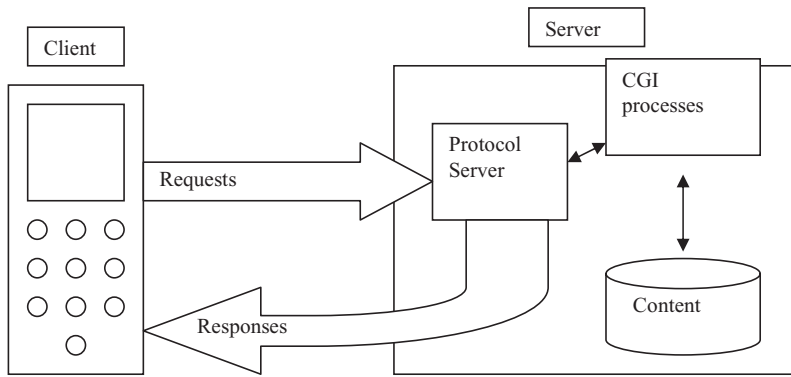 Client
Server
CGI
processes
Protocol
Server
Requests
Content
Responses